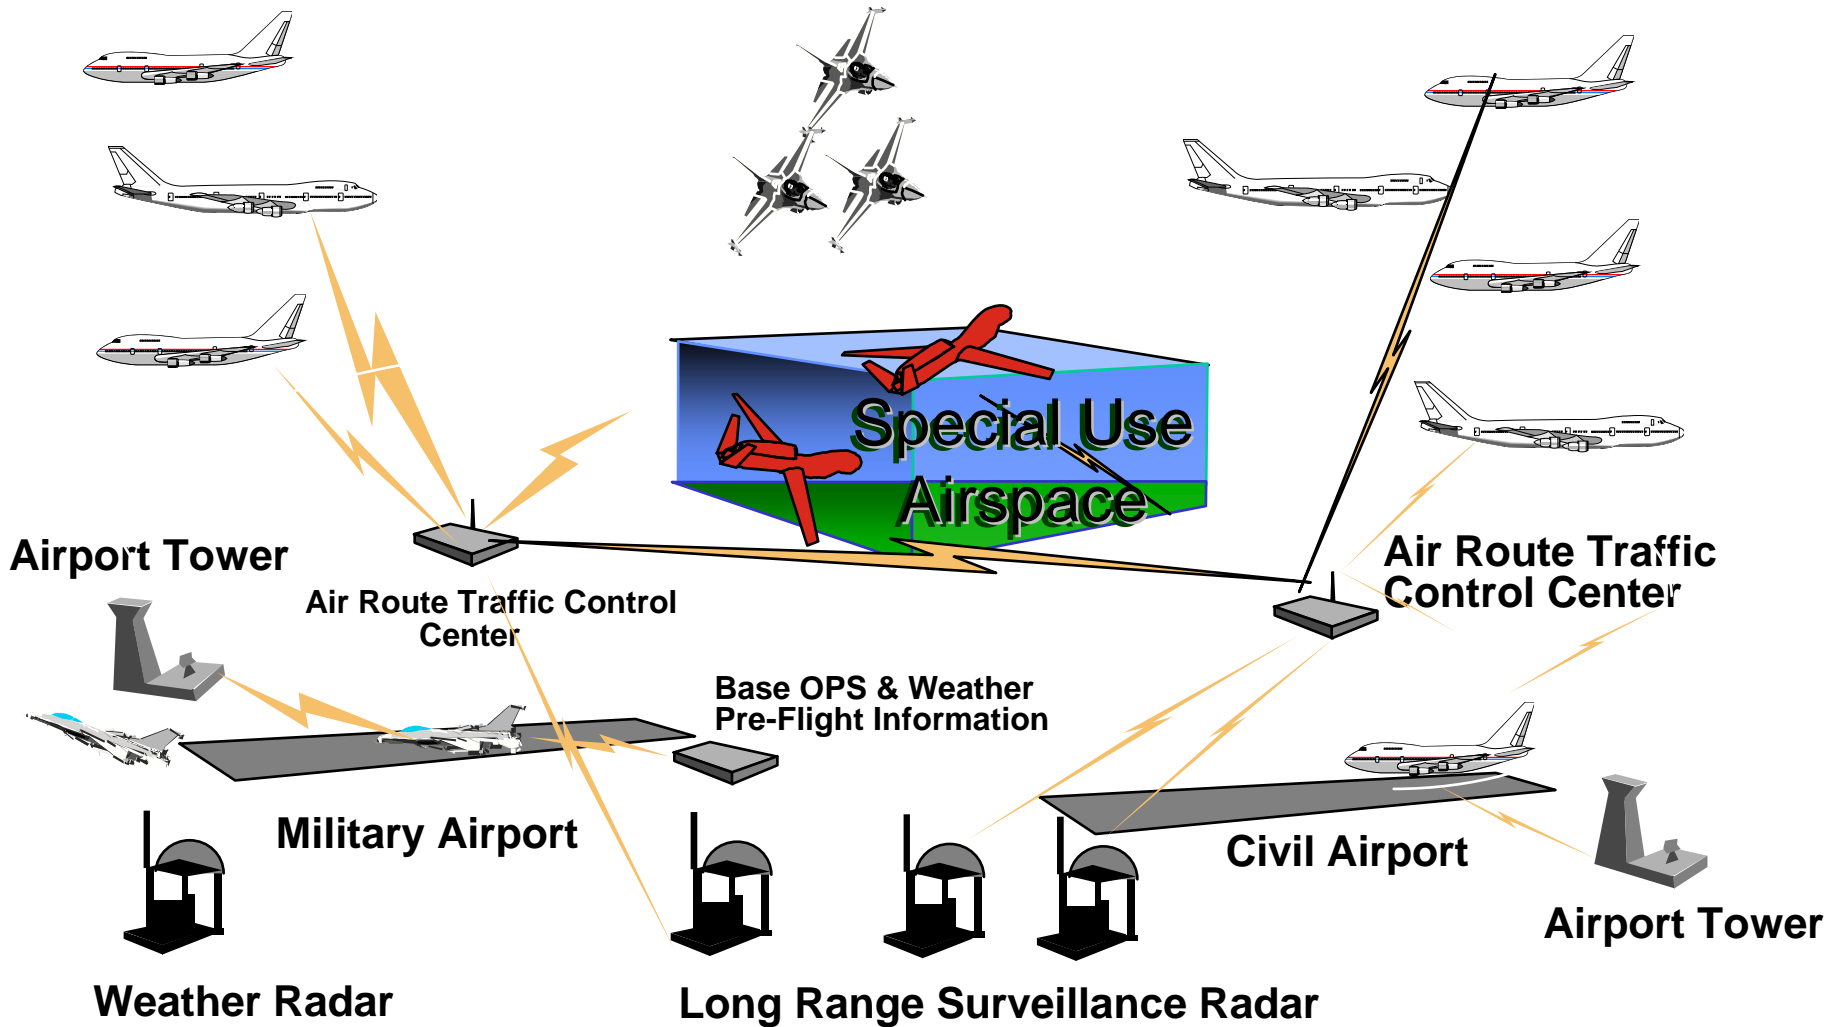 Special Use
Airspace
Airport Tower
Air Route Traffic Control
Center
Air Route Traffic
Control Center
Base OPS & Weather
Pre-Flight Information
Military Airport
Civil Airport
Airport Tower
Weather Radar
Long Range Surveillance Radar